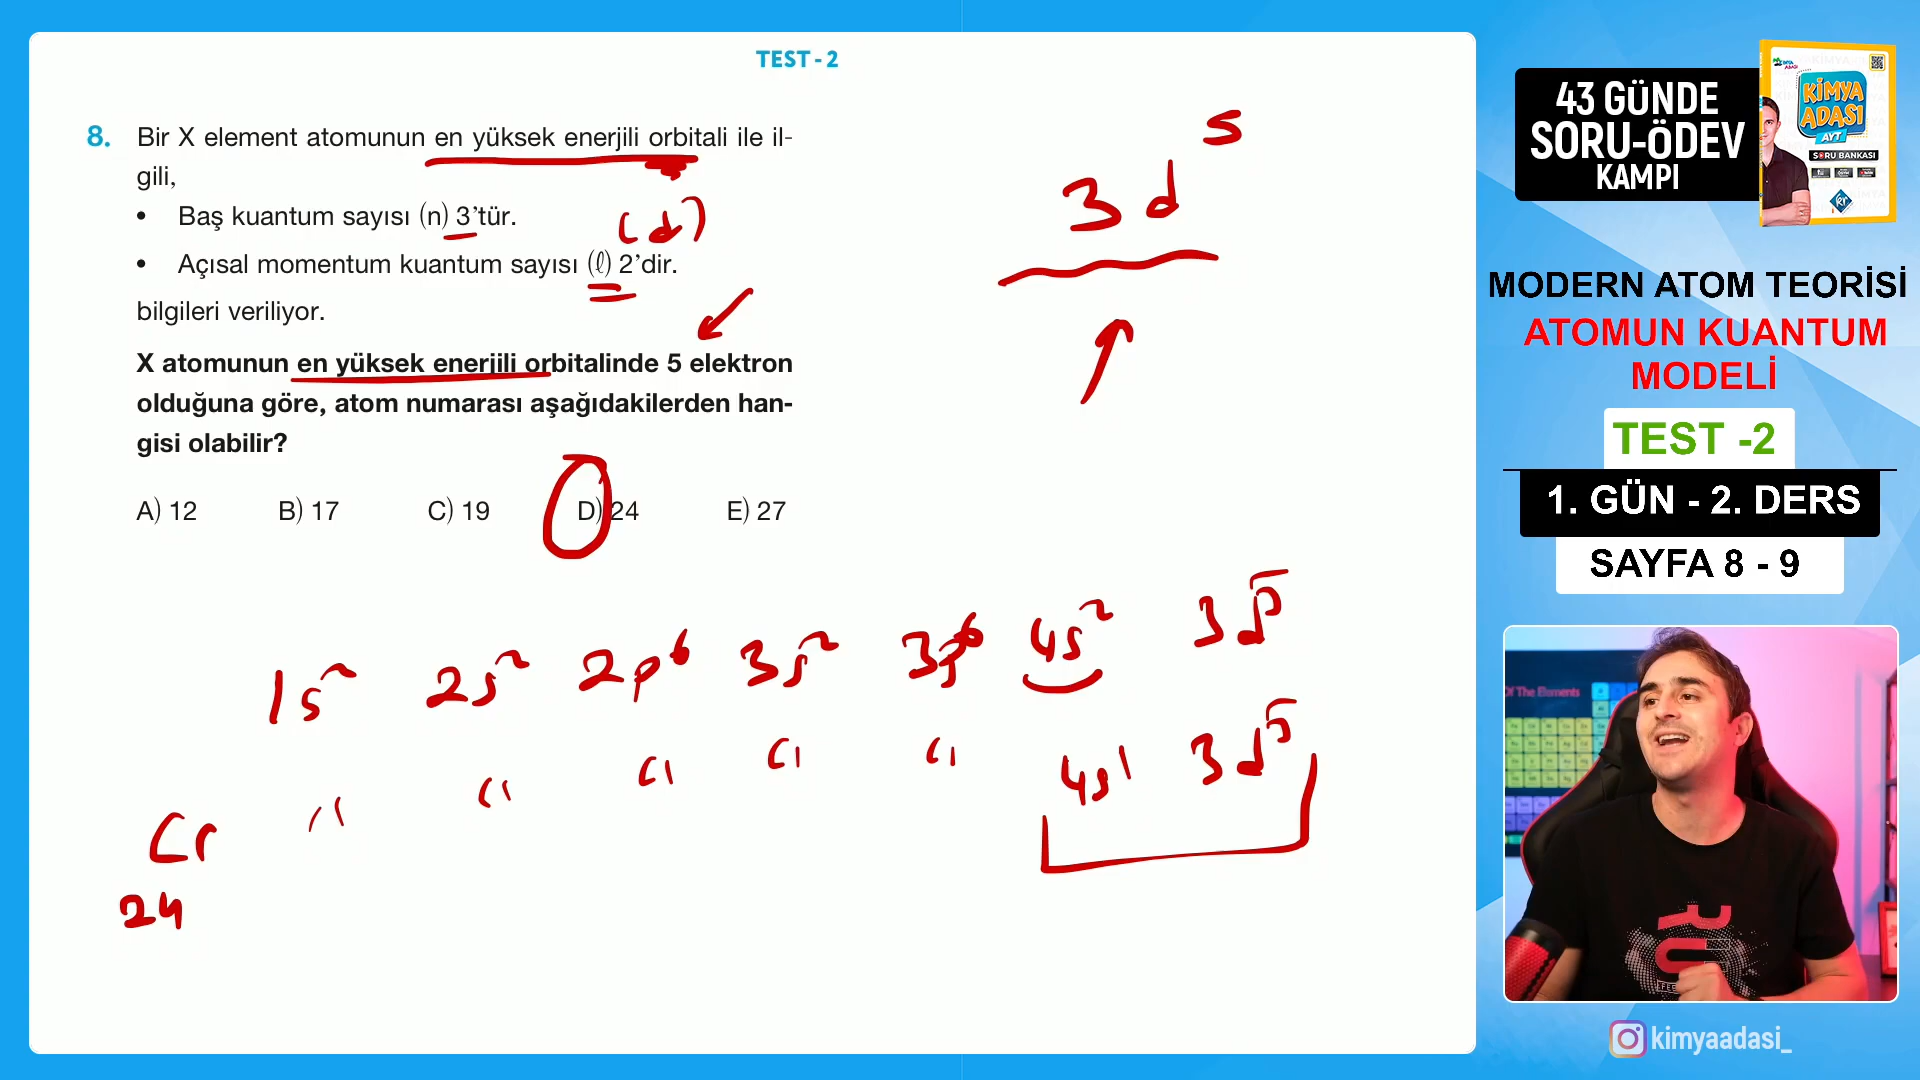 TEST - 2
8. Bir X element atomunun en yüksek enerjili orbitali ile il-
gili,
• Baş kuantum sayısı (n) 3’tür.
(d)
• Açısal momentum kuantum sayısı (ℓ) 2’dir.
bilgileri veriliyor.
X atomunun en yüksek enerjili orbitalinde 5 elektron
olduğuna göre, atom numarası aşağıdakilerden han-
gisi olabilir?
A) 12 B) 17 C) 19 D) 24 E) 27
3d⁵
1s² 2s² 2p⁶ 3s² 3p⁶ 4s² 3d⁵
Cr " " " " " 4s¹ 3d⁵
24
43 GÜNDE
SORU-ÖDEV
KAMPI
KİMYA
ADASI
AYT
SORU BANKASI
kr
MODERN ATOM TEORİSİ
ATOMUN KUANTUM
MODELİ
TEST -2
1. GÜN - 2. DERS
SAYFA 8 - 9
Of The Elements
kimyaadasi_